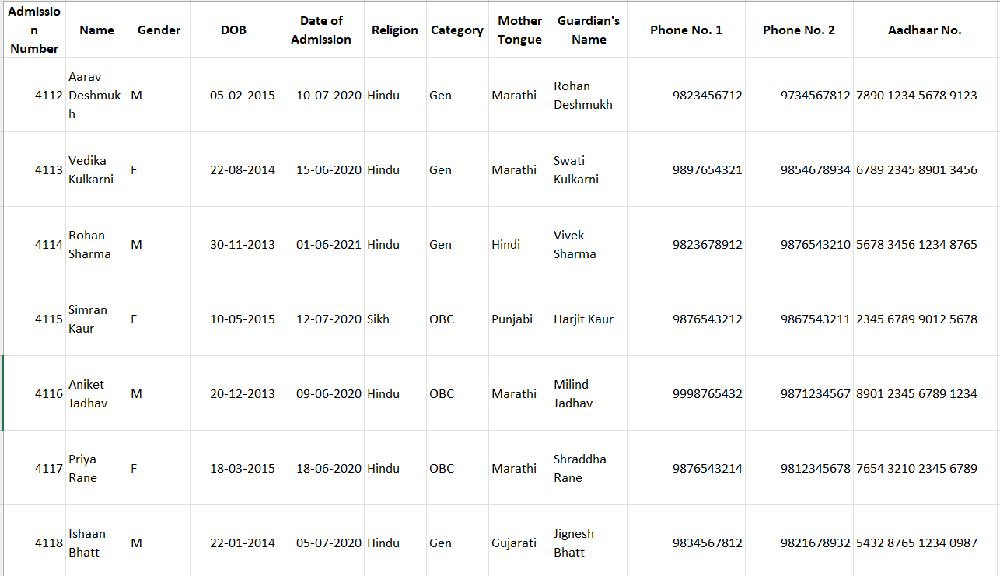 Admission Number Name Gender DOB Date of Admission Religion Category Mother Tongue Guardian's Name Phone No. 1 Phone No. 2 Aadhaar No.
4112 Aarav Deshmukh M 05-02-2015 10-07-2020 Hindu Gen Marathi Rohan Deshmukh 9823456712 9734567812 7890 1234 5678 9123
4113 Vedika Kulkarni F 22-08-2014 15-06-2020 Hindu Gen Marathi Swati Kulkarni 9897654321 9854678934 6789 2345 8901 3456
4114 Rohan Sharma M 30-11-2013 01-06-2021 Hindu Gen Hindi Vivek Sharma 9823678912 9876543210 5678 3456 1234 8765
4115 Simran Kaur F 10-05-2015 12-07-2020 Sikh OBC Punjabi Harjit Kaur 9876543212 9867543211 2345 6789 9012 5678
4116 Aniket Jadhav M 20-12-2013 09-06-2020 Hindu OBC Marathi Milind Jadhav 9998765432 9871234567 8901 2345 6789 1234
4117 Priya Rane F 18-03-2015 18-06-2020 Hindu OBC Marathi Shraddha Rane 9876543214 9812345678 7654 3210 2345 6789
4118 Ishaan Bhatt M 22-01-2014 05-07-2020 Hindu Gen Gujarati Jignesh Bhatt 9834567812 9821678932 5432 8765 1234 0987